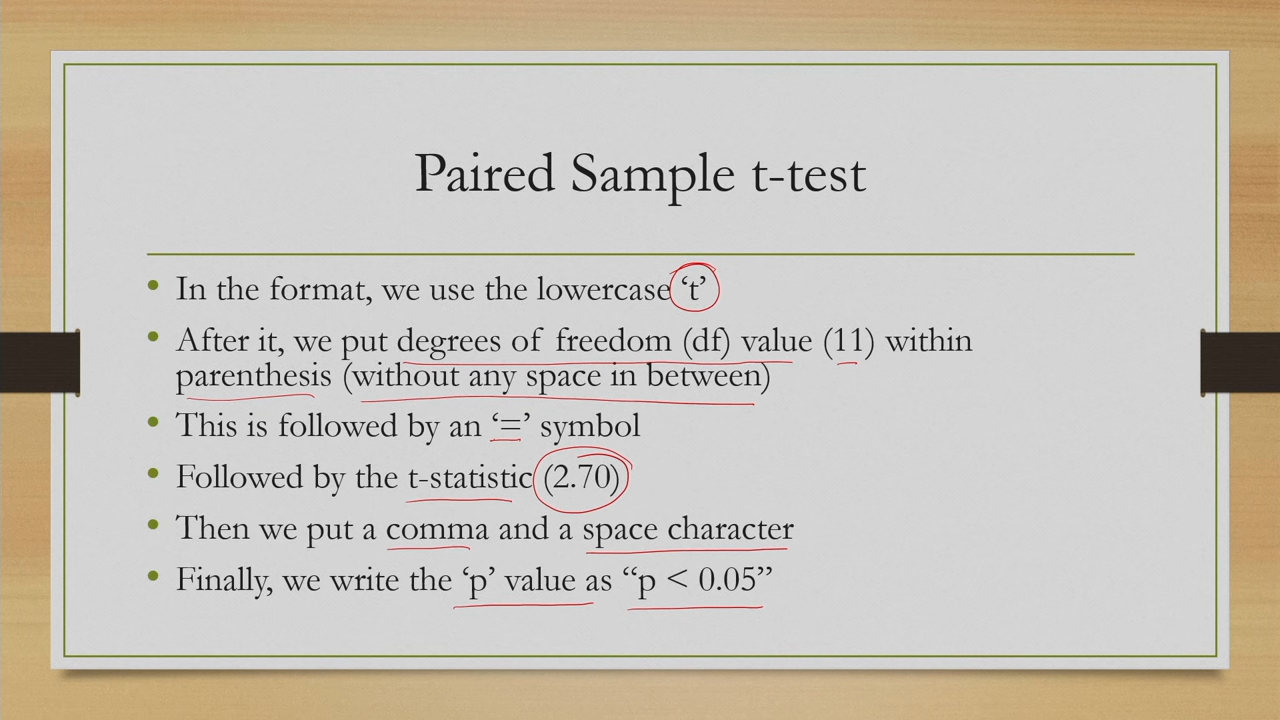 Paired Sample t-test
• In the format, we use the lowercase ‘t’
• After it, we put degrees of freedom (df) value (11) within
parenthesis (without any space in between)
• This is followed by an ‘=’ symbol
• Followed by the t-statistic (2.70)
• Then we put a comma and a space character
• Finally, we write the ‘p’ value as “p < 0.05”